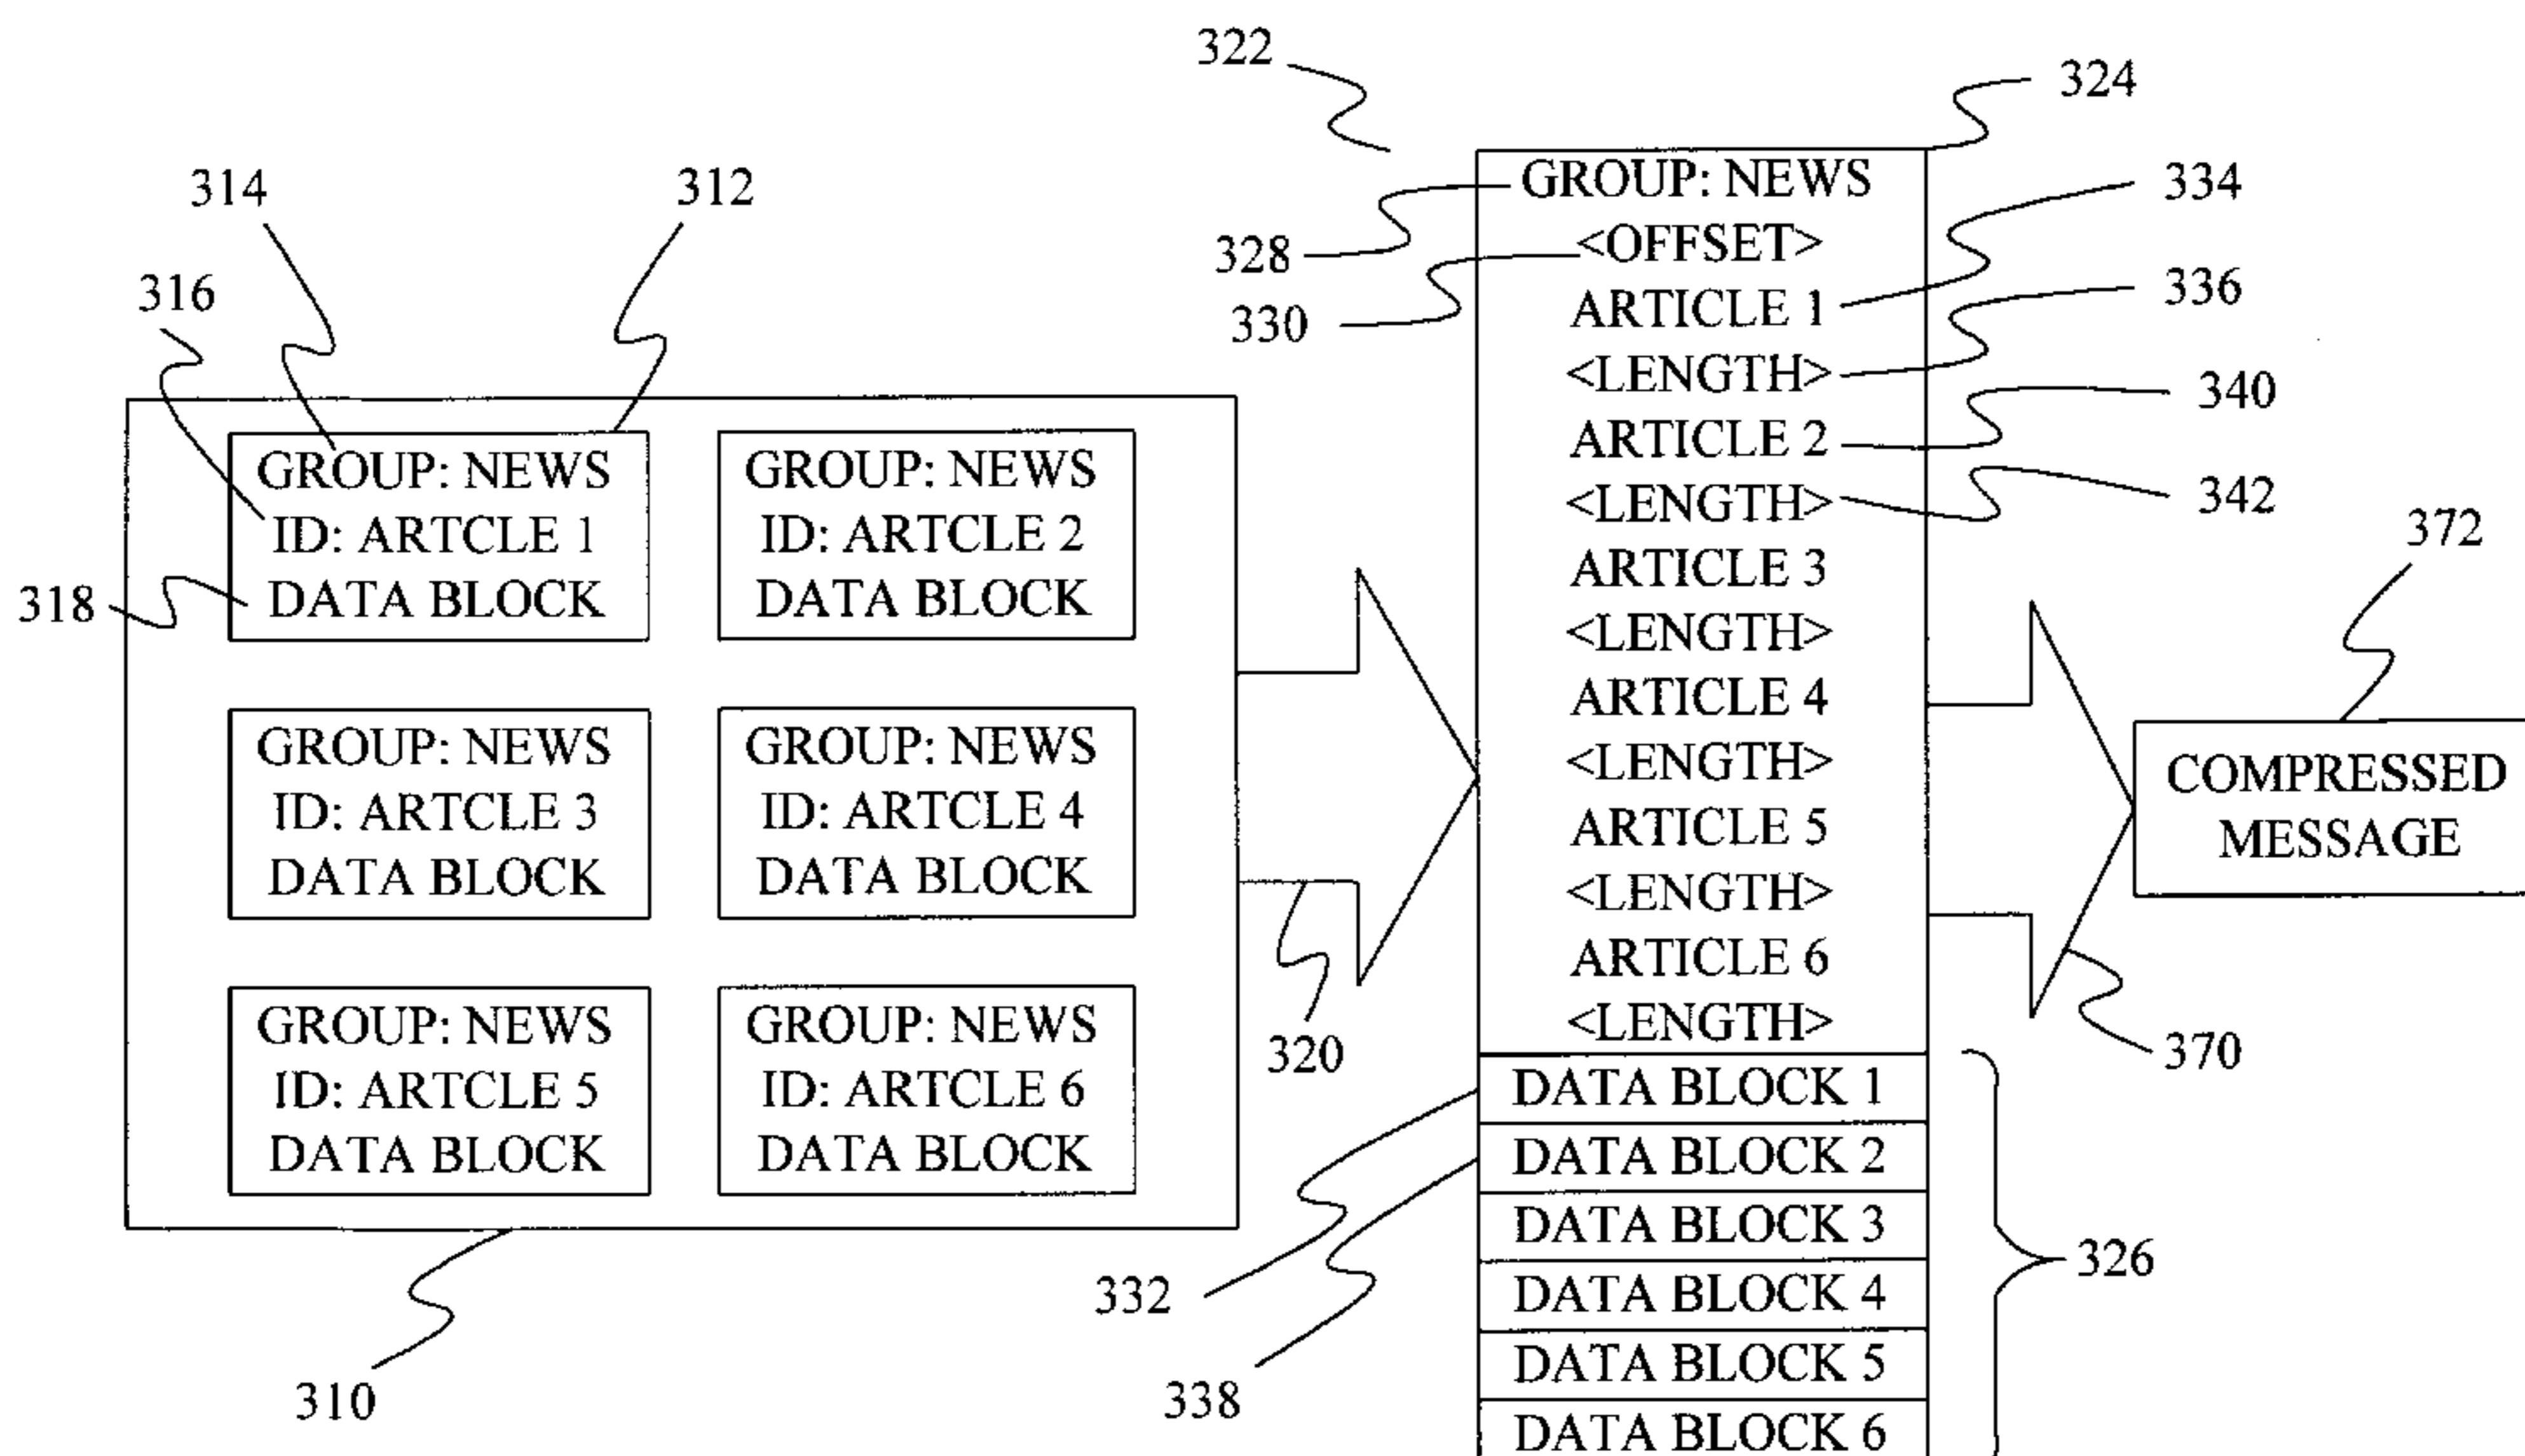 322
324
314
312
GROUP: NEWS
334
328
<OFFSET>
316
330
ARTICLE 1
336
<LENGTH>
340
ARTICLE 2
342
<LENGTH>
372
ARTICLE 3
<LENGTH>
ARTICLE 4
<LENGTH>
ARTICLE 5
<LENGTH>
ARTICLE 6
<LENGTH>
GROUP: NEWS
ID: ARTCLE 1
DATA BLOCK
318
GROUP: NEWS
ID: ARTCLE 2
DATA BLOCK
GROUP: NEWS
ID: ARTCLE 3
DATA BLOCK
GROUP: NEWS
ID: ARTCLE 4
DATA BLOCK
GROUP: NEWS
ID: ARTCLE 5
DATA BLOCK
GROUP: NEWS
ID: ARTCLE 6
DATA BLOCK
COMPRESSED
MESSAGE
320
370
DATA BLOCK 1
DATA BLOCK 2
DATA BLOCK 3
DATA BLOCK 4
DATA BLOCK 5
DATA BLOCK 6
332
326
310
338